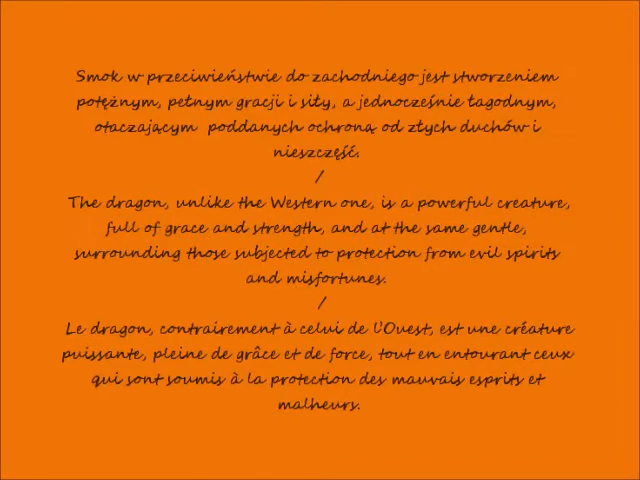 Smok w przeciwieństwie do zachodniego jest stworzeniem
potężnym, pełnym gracji i siły, a jednocześnie łagodnym,
otaczającym poddanych ochroną od złych duchów i
nieszczęść.
/
The dragon, unlike the Western one, is a powerful creature,
full of grace and strength, and at the same gentle,
surrounding those subjected to protection from evil spirits
and misfortunes.
/
Le dragon, contrairement à celui de l'Ouest, est une créature
puissante, pleine de grâce et de force, tout en entourant ceux
qui sont soumis à la protection des mauvais esprits et
malheurs.